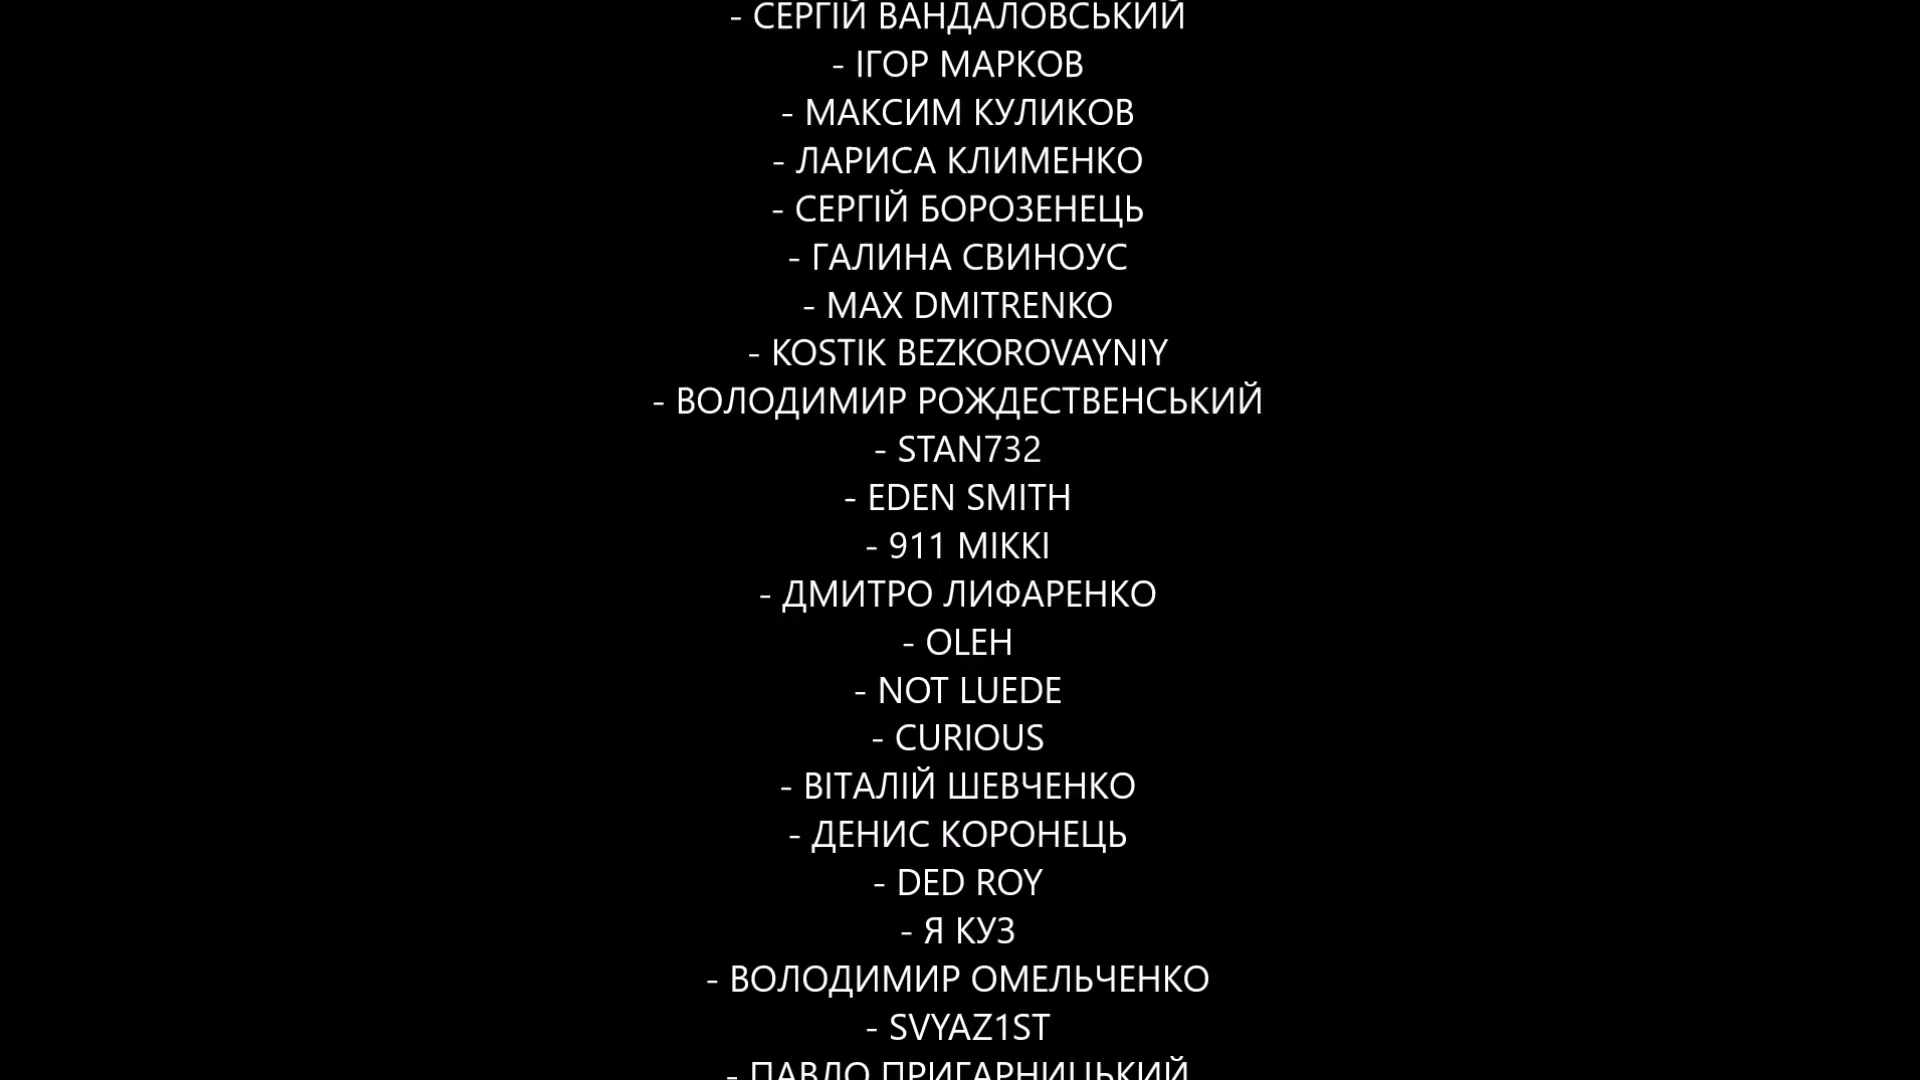 - СЕРГІЙ ВАНДАЛОВСЬКИЙ
- ІГОР МАРКОВ
- МАКСИМ КУЛИКОВ
- ЛАРИСА КЛИМЕНКО
- СЕРГІЙ БОРОЗЕНЕЦЬ
- ГАЛИНА СВИНОУС
- MAX DMITRENKO
- KOSTIK BEZKOROVAYNIY
- ВОЛОДИМИР РОЖДЕСТВЕНСЬКИЙ
- STAN732
- EDEN SMITH
- 911 МІККІ
- ДМИТРО ЛИФАРЕНКО
- OLEH
- NOT LUEDE
- CURIOUS
- ВІТАЛІЙ ШЕВЧЕНКО
- ДЕНИС КОРОНЕЦЬ
- DED ROY
- Я КУЗ
- ВОЛОДИМИР ОМЕЛЬЧЕНКО
- SVYAZ1ST
- ПАВЛО ПРИГАРНИЦЬКИЙ